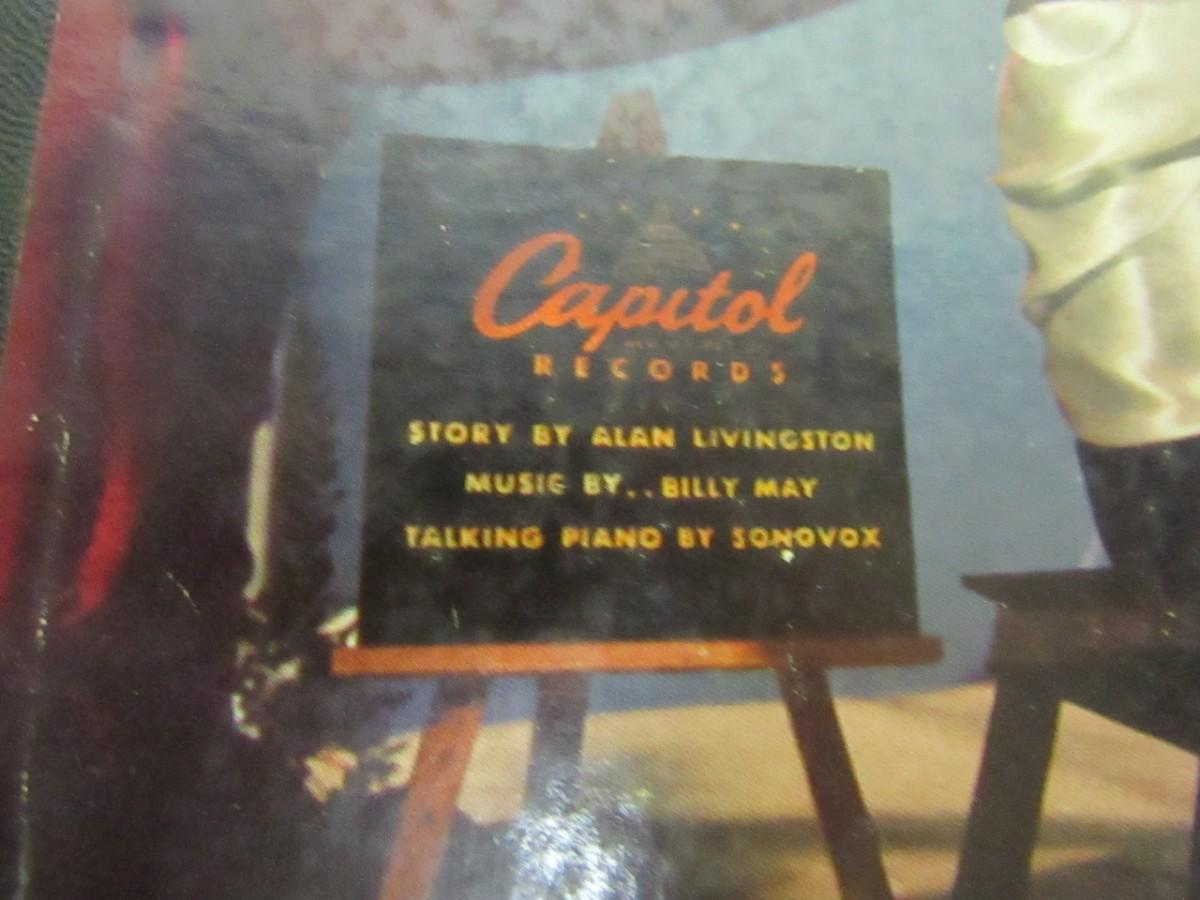 Capitol
RECORDS
STORY BY ALAN LIVINGSTON
MUSIC BY.. BILLY MAY
TALKING PIANO BY SONOVOX